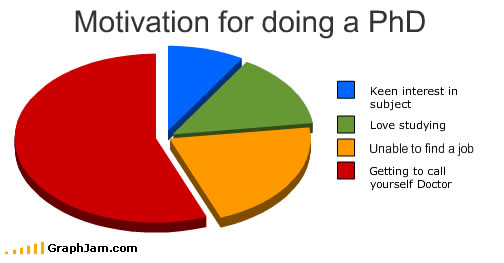 Motivation for doing a PhD
Keen interest in
subject
Love studying
Unable to find a job
Getting to call
yourself Doctor
GraphJam.com